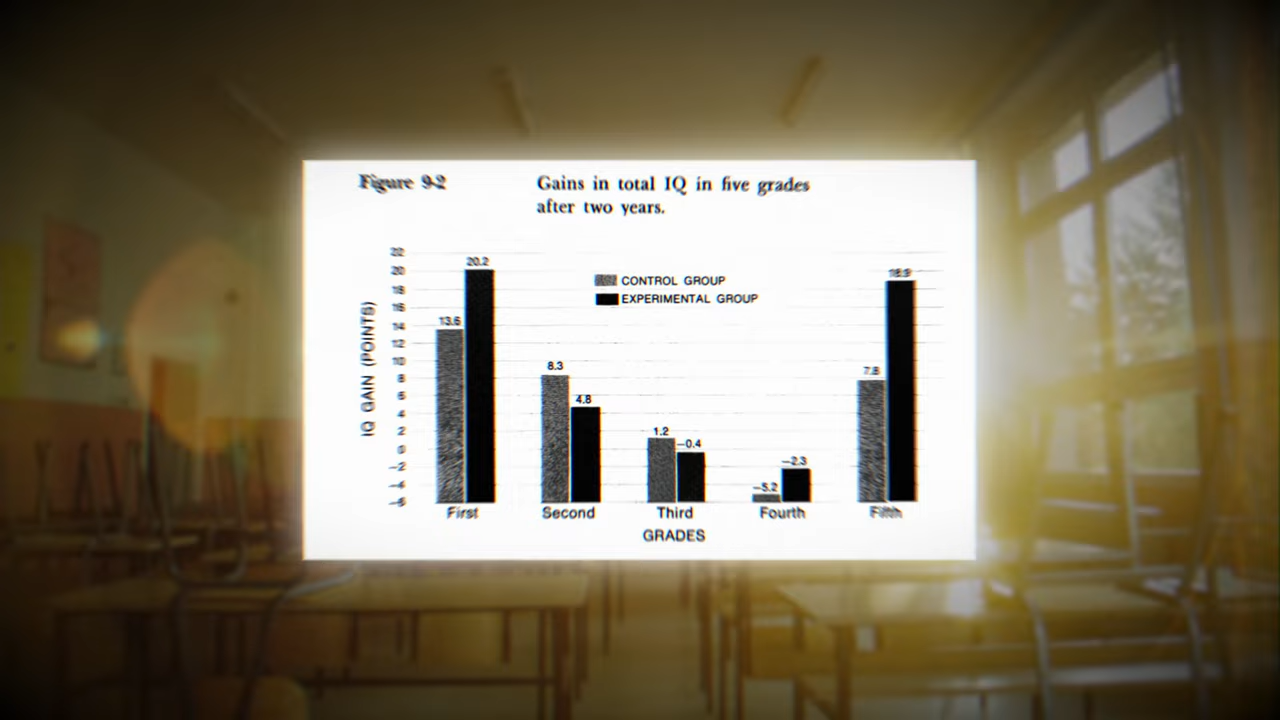 Figure 9-2
Gains in total IQ in five grades
after two years.
IQ GAIN (POINTS)
22
20
18
16
14
12
10
8
6
4
2
0
−2
−4
−6
CONTROL GROUP
EXPERIMENTAL GROUP
13.6
20.2
8.3
4.8
1.2
−0.4
−5.2
−2.3
7.8
18.9
First
Second
Third
Fourth
Fifth
GRADES